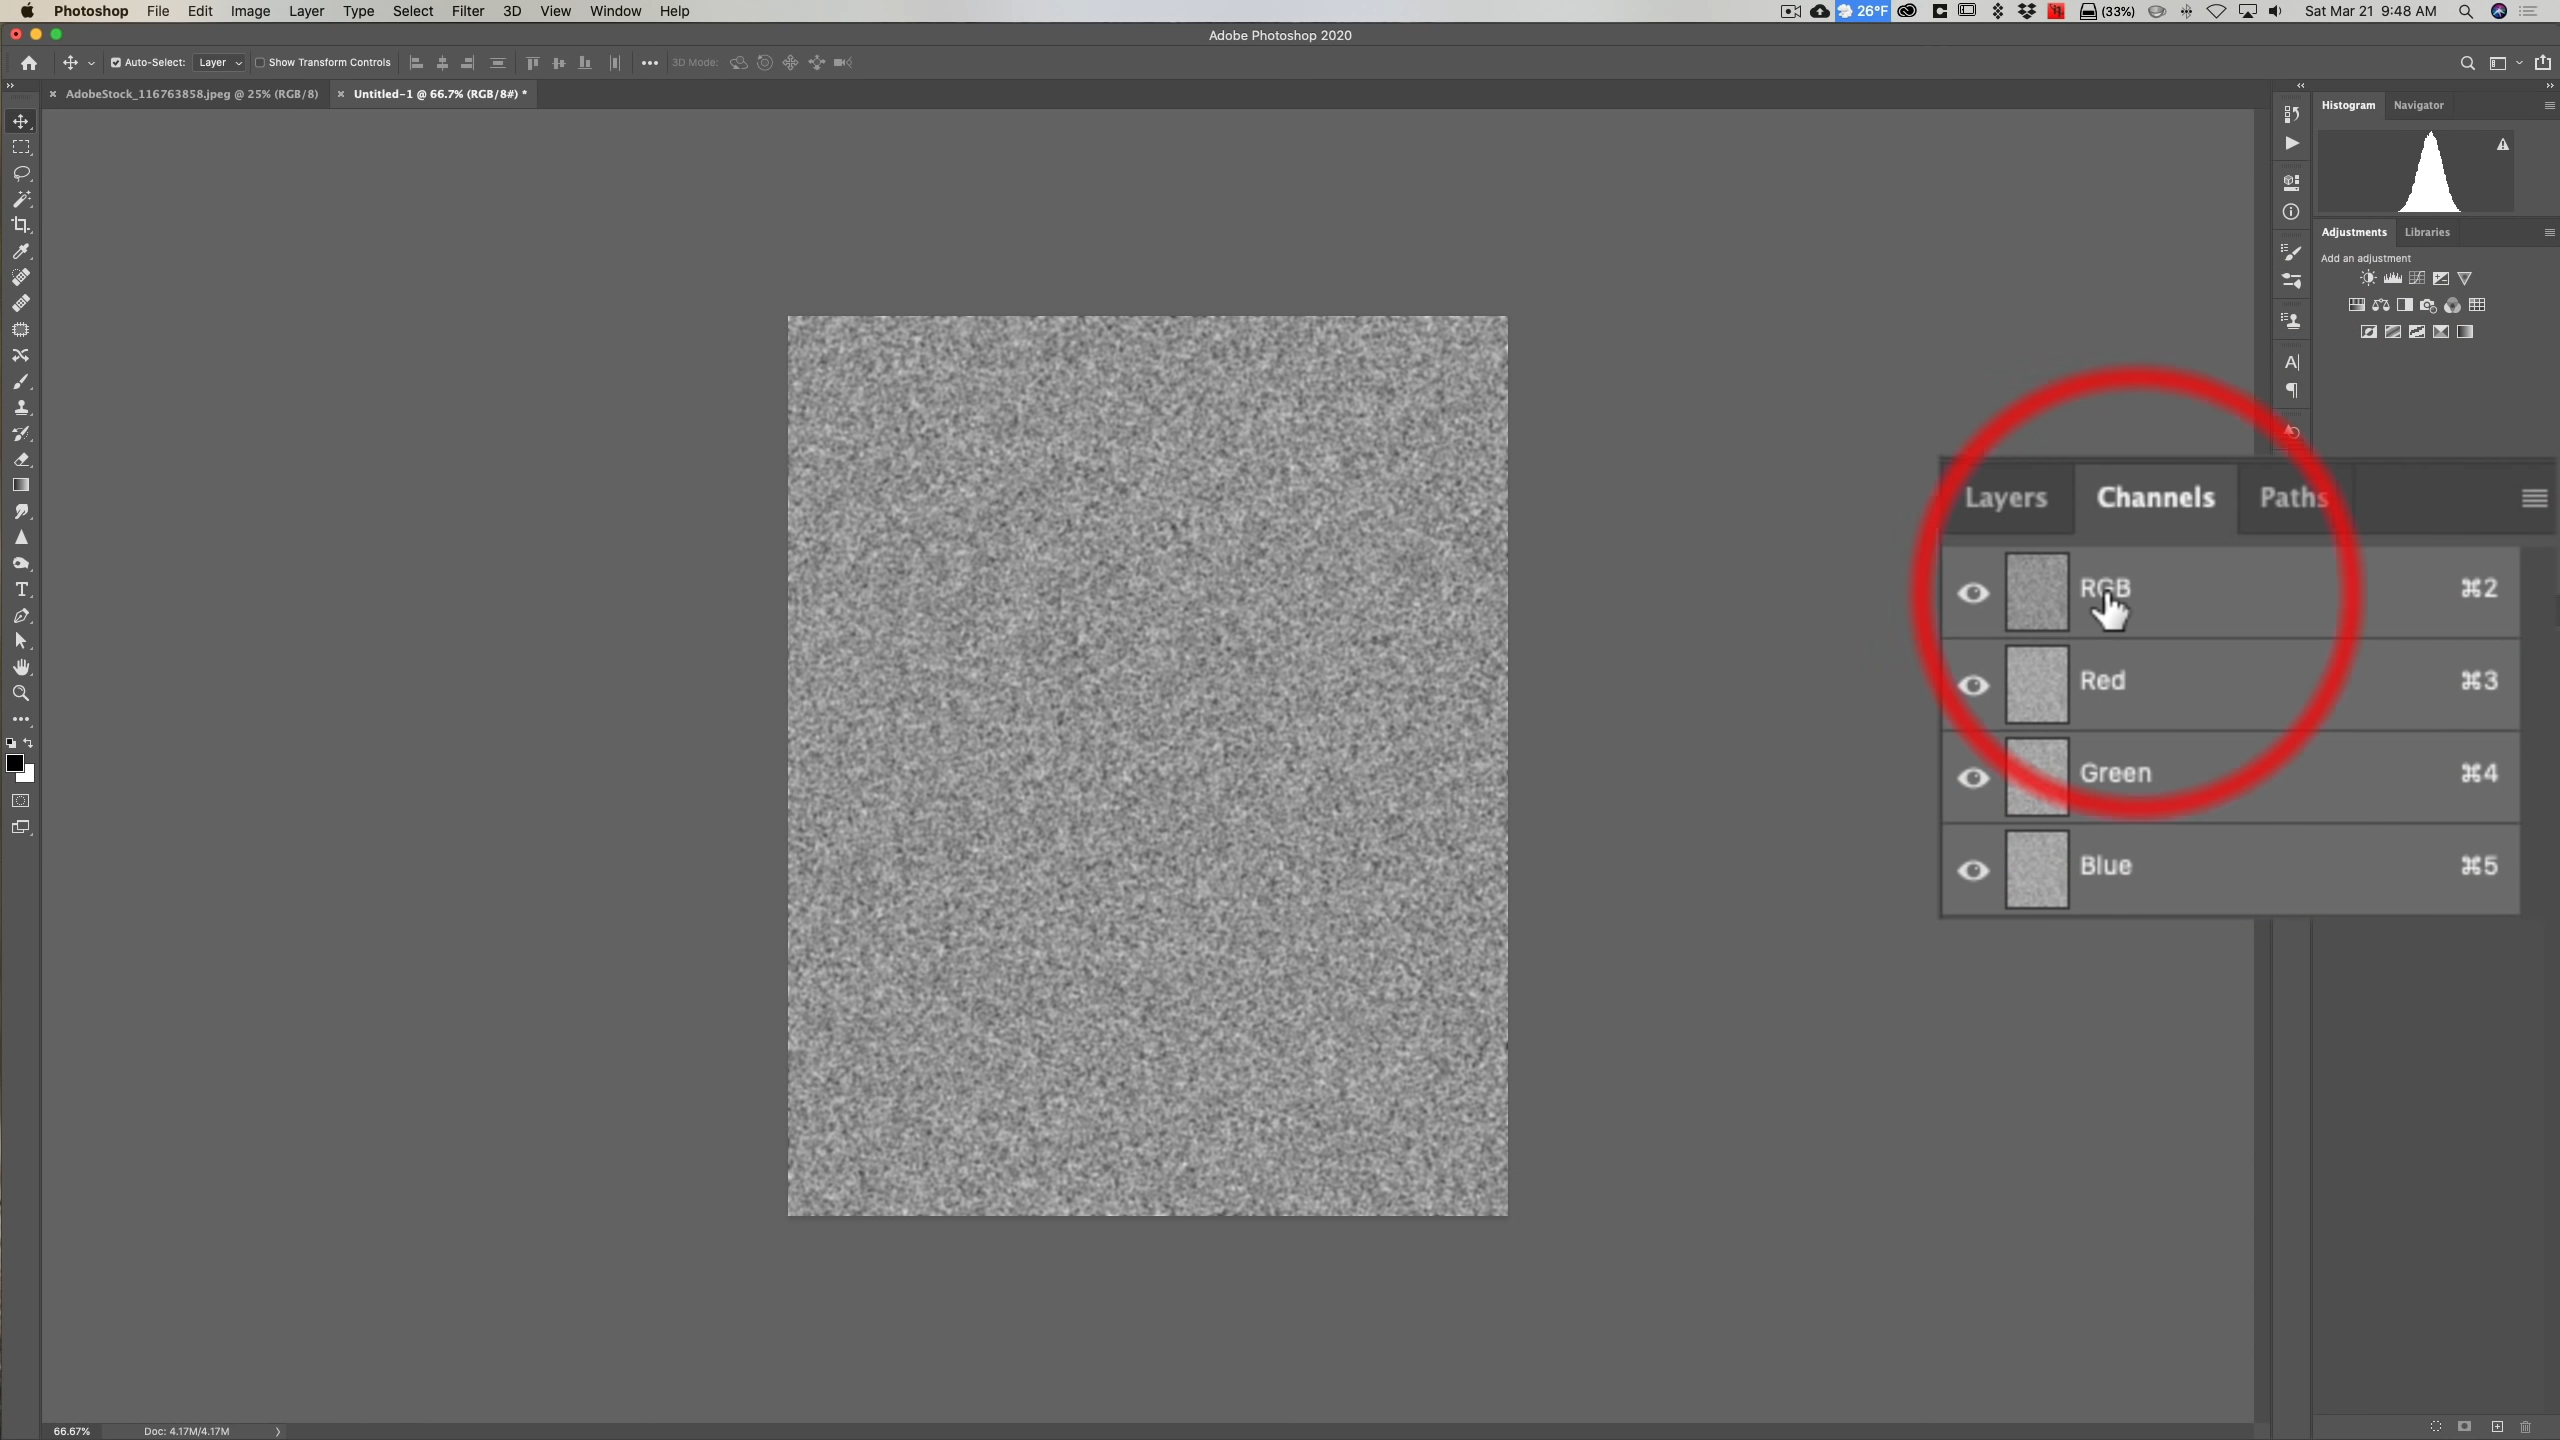 Photoshop File Edit Image Layer Type Select Filter 3D View Window Help 26°F (33%) Sat Mar 21 9:48 AM
Adobe Photoshop 2020
Auto-Select: Layer Show Transform Controls 3D Mode:
AdobeStock_116763858.jpeg @ 25% (RGB/8) Untitled-1 @ 66.7% (RGB/8#) *
Histogram Navigator
Adjustments Libraries
Add an adjustment
Layers Channels Paths
RGB ⌘2
Red ⌘3
Green ⌘4
Blue ⌘5
66.67% Doc: 4.17M/4.17M